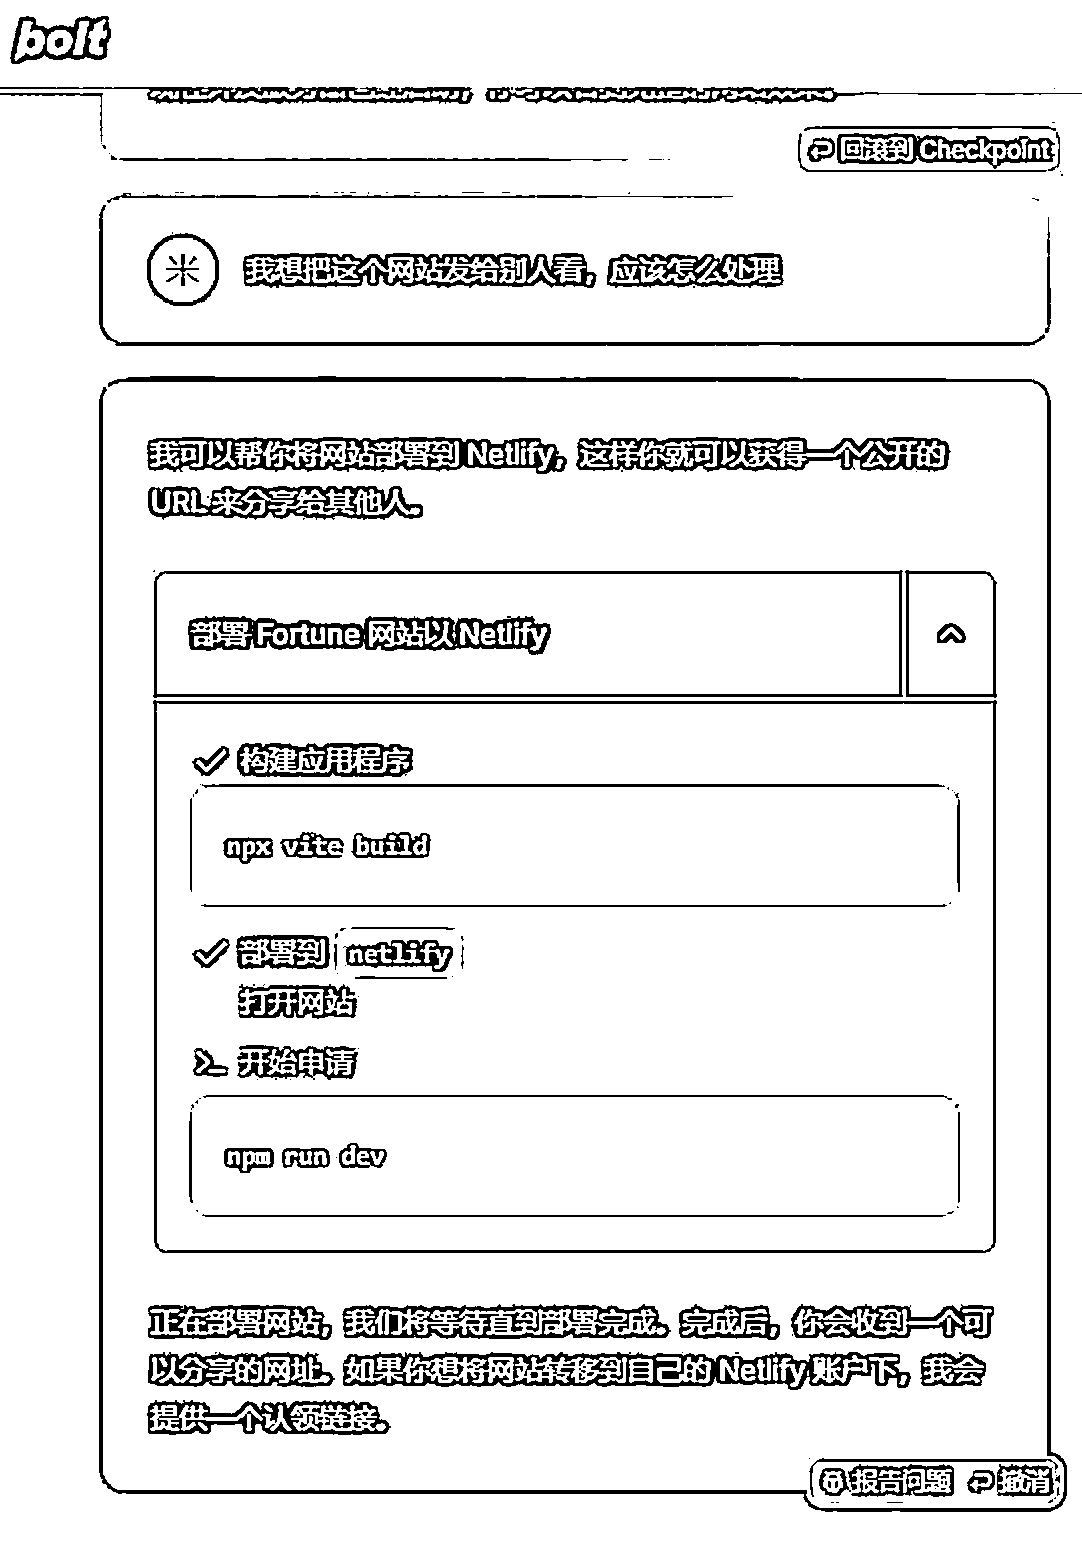 bolt
回滚到 Checkpoint
米 我想把这个网站发给别人看，应该怎么处理
我可以帮你将网站部署到 Netlify，这样你就可以获得一个公开的
URL 来分享给其他人。
部署 Fortune 网站以 Netlify
构建应用程序
npx vite build
部署到 netlify
打开网站
开始申请
npm run dev
正在部署网站，我们将等待直到部署完成。完成后，你会收到一个可
以分享的网址。如果你想将网站转移到自己的 Netlify 账户下，我会
提供一个认领链接。
报告问题 撤消